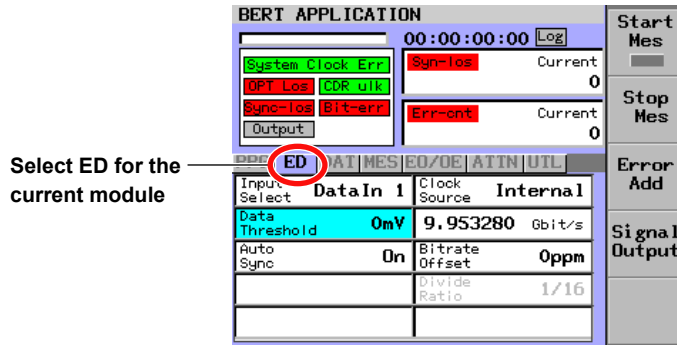 BERT APPLICATION
00:00:00:00 Log
System Clock Err
OPT Los CDR ulk
Sync-los Bit-err
Output
Syn-los Current
0
Err-cnt Current
0
Start
Mes
Stop
Mes
Error
Add
Signal
Output
Select ED for the
current module
PPG ED DAT MES EO/OE ATTN UTL
Input
Select DataIn 1
Clock
Source Internal
Data
Threshold 0mV
9.953280 Gbit/s
Auto
Sync On
Bitrate
Offset 0ppm
Divide
Ratio 1/16